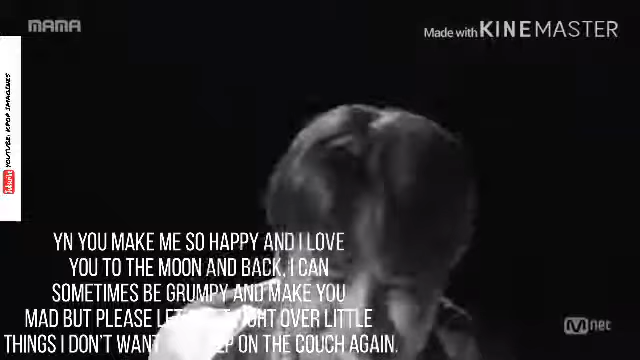 MAMA
Made with KINEMASTER
YOUTUBE: KPOP IMAGINES
YN YOU MAKE ME SO HAPPY AND I LOVE
YOU TO THE MOON AND BACK, I CAN
SOMETIMES BE GRUMPY AND MAKE YOU
MAD BUT PLEASE OVER LITTLE
THINGS I DON'T WANT ON THE COUCH AGAIN.
Mnet